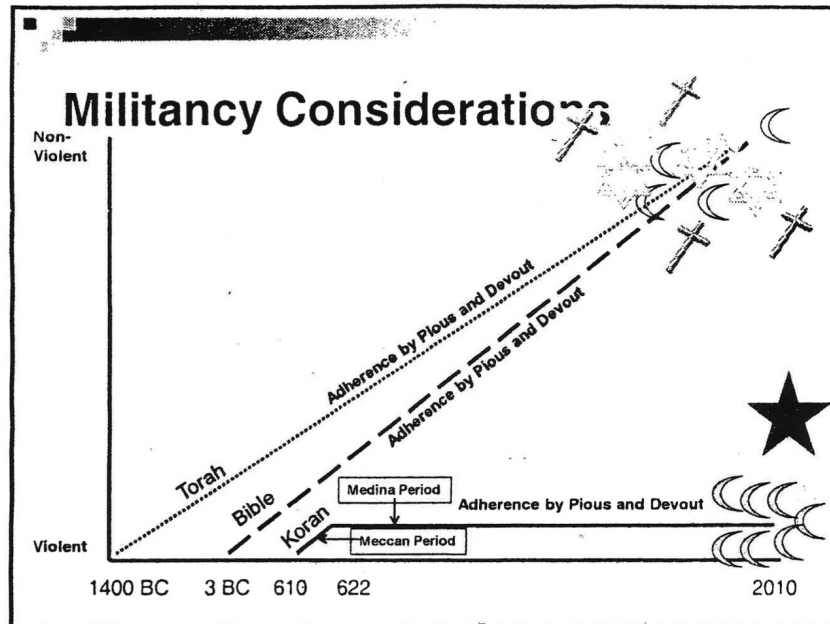 Militancy Considerations
Non-
Violent
Adherence by Pious and Devout
Adherence by Pious and Devout
Torah
Bible
Koran
Medina Period
Adherence by Pious and Devout
Meccan Period
Violent
1400 BC 3 BC 610 622 2010